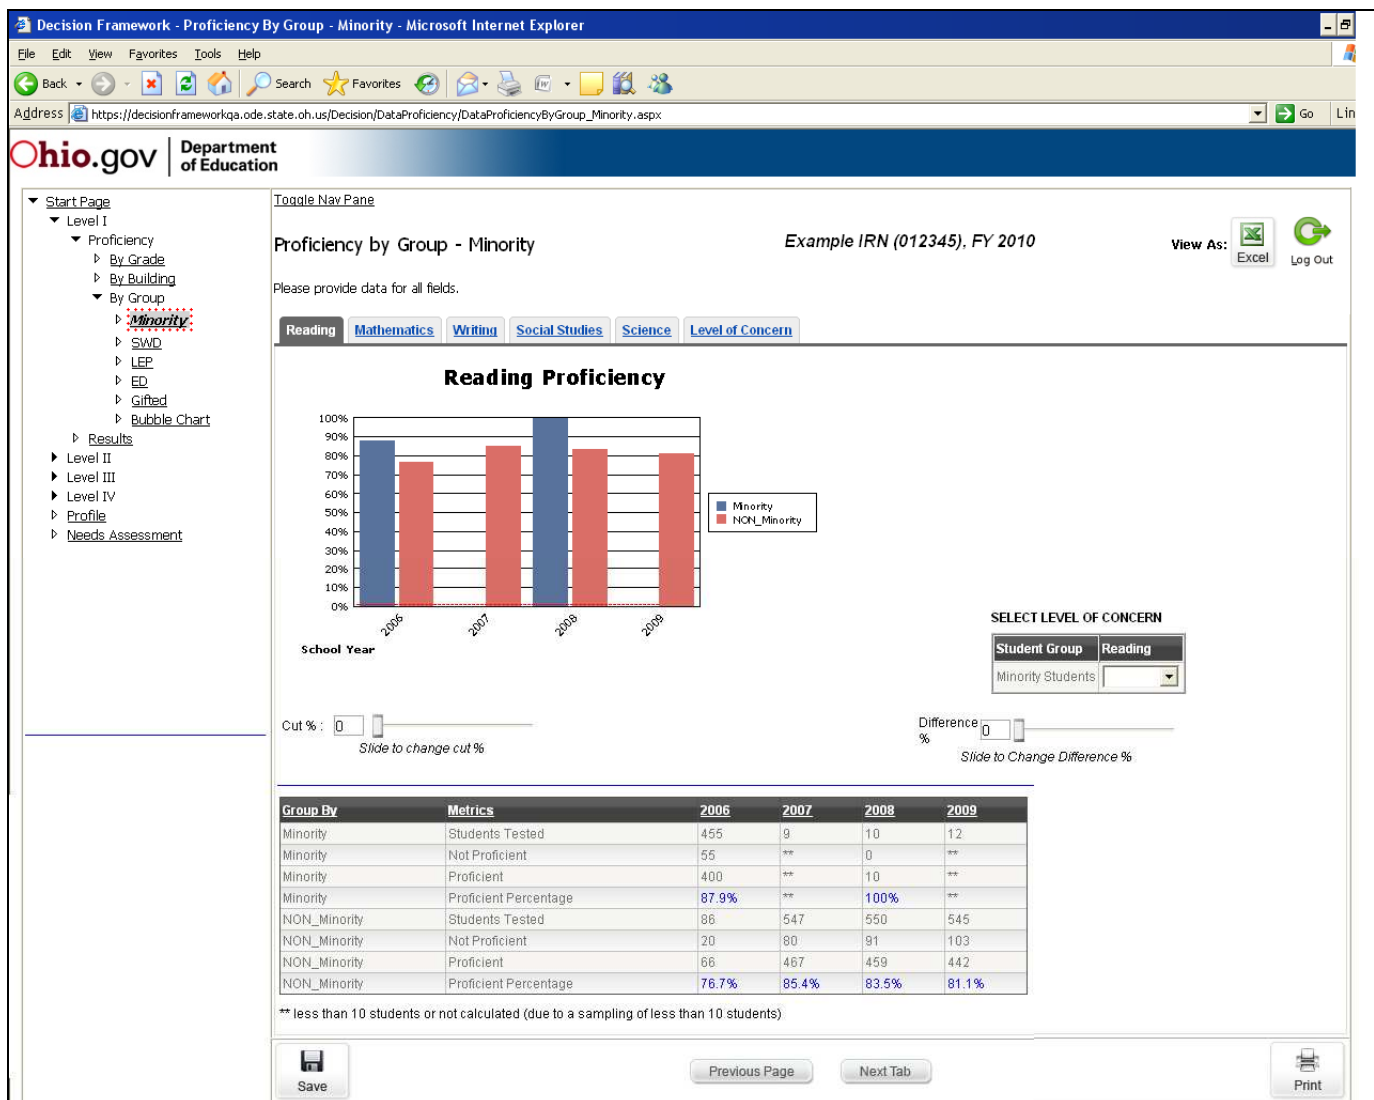 Decision Framework - Proficiency By Group - Minority - Microsoft Internet Explorer
File Edit View Favorites Tools Help
Back Search Favorites
Address https://decisionframeworkqa.ode.state.oh.us/Decision/DataProficiency/DataProficiencyByGroup_Minority.aspx Go Lin
Ohio.gov Department of Education
Start Page
Level I
Proficiency
By Grade
By Building
By Group
Minority
SWD
LEP
ED
Gifted
Bubble Chart
Results
Level II
Level III
Level IV
Profile
Needs Assessment
Toggle Nav Pane
Proficiency by Group - Minority Example IRN (012345), FY 2010 View As: Excel Log Out
Please provide data for all fields.
Reading Mathematics Writing Social Studies Science Level of Concern
Reading Proficiency
100%
90%
80%
70%
60%
50%
40%
30%
20%
10%
0%
2006 2007 2008 2009
School Year
Minority
NON_Minority
SELECT LEVEL OF CONCERN
Student Group Reading
Minority Students
Cut % : 0
Slide to change cut %
Difference % 0
Slide to Change Difference %
Group By Metrics 2006 2007 2008 2009
Minority Students Tested 455 9 10 12
Minority Not Proficient 55 ** 0 **
Minority Proficient 400 ** 10 **
Minority Proficient Percentage 87.9% ** 100% **
NON_Minority Students Tested 86 547 550 545
NON_Minority Not Proficient 20 80 91 103
NON_Minority Proficient 66 467 459 442
NON_Minority Proficient Percentage 76.7% 85.4% 83.5% 81.1%
** less than 10 students or not calculated (due to a sampling of less than 10 students)
Save Previous Page Next Tab Print